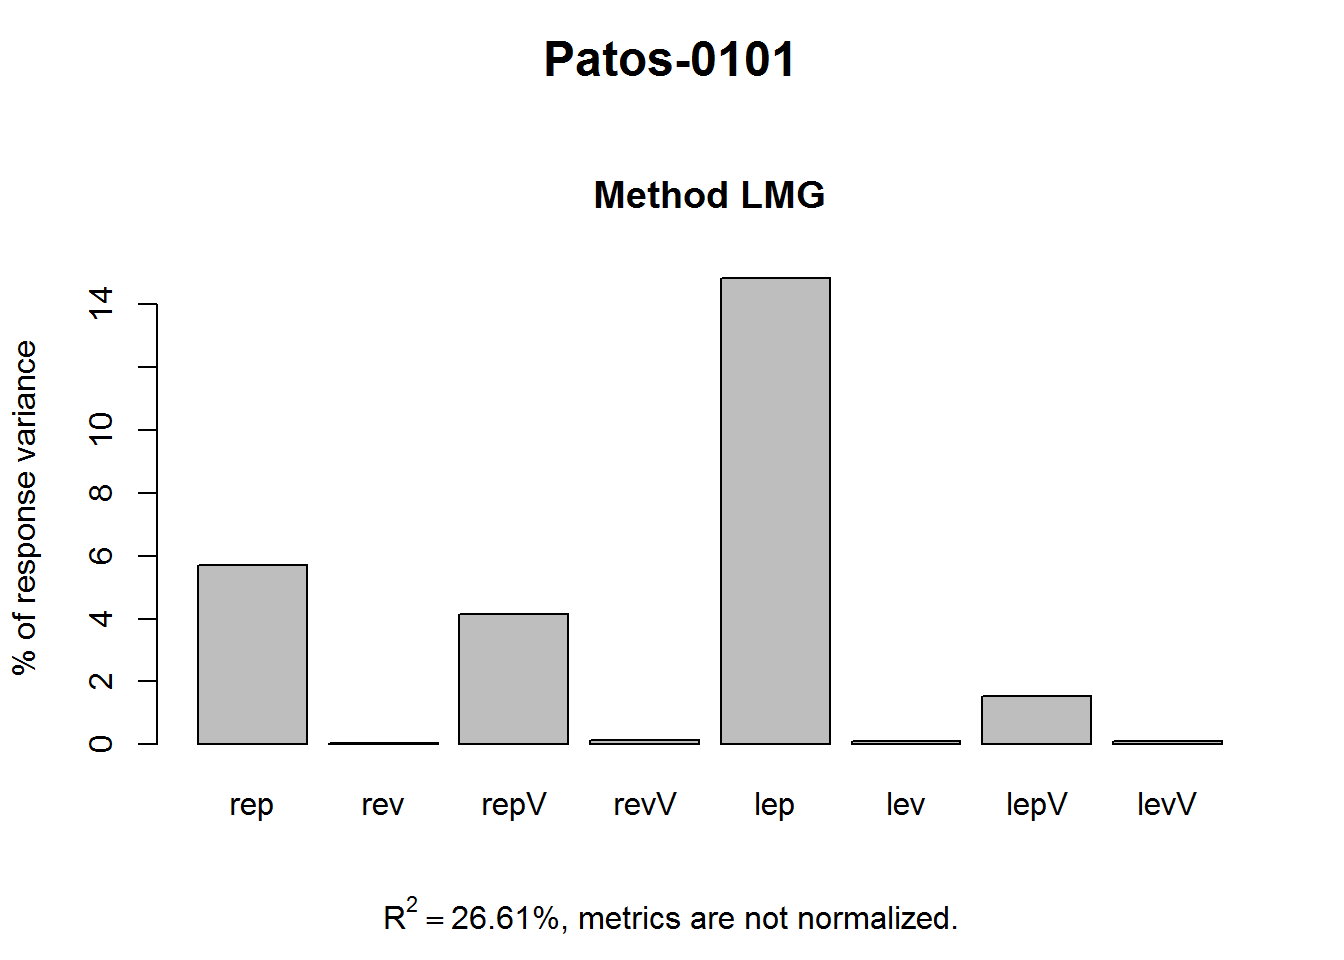 Patos-0101
Method LMG
% of response variance
14
10
8
6
4
2
0
rep rev repV revV lep lev lepV levV
R² = 26.61%, metrics are not normalized.